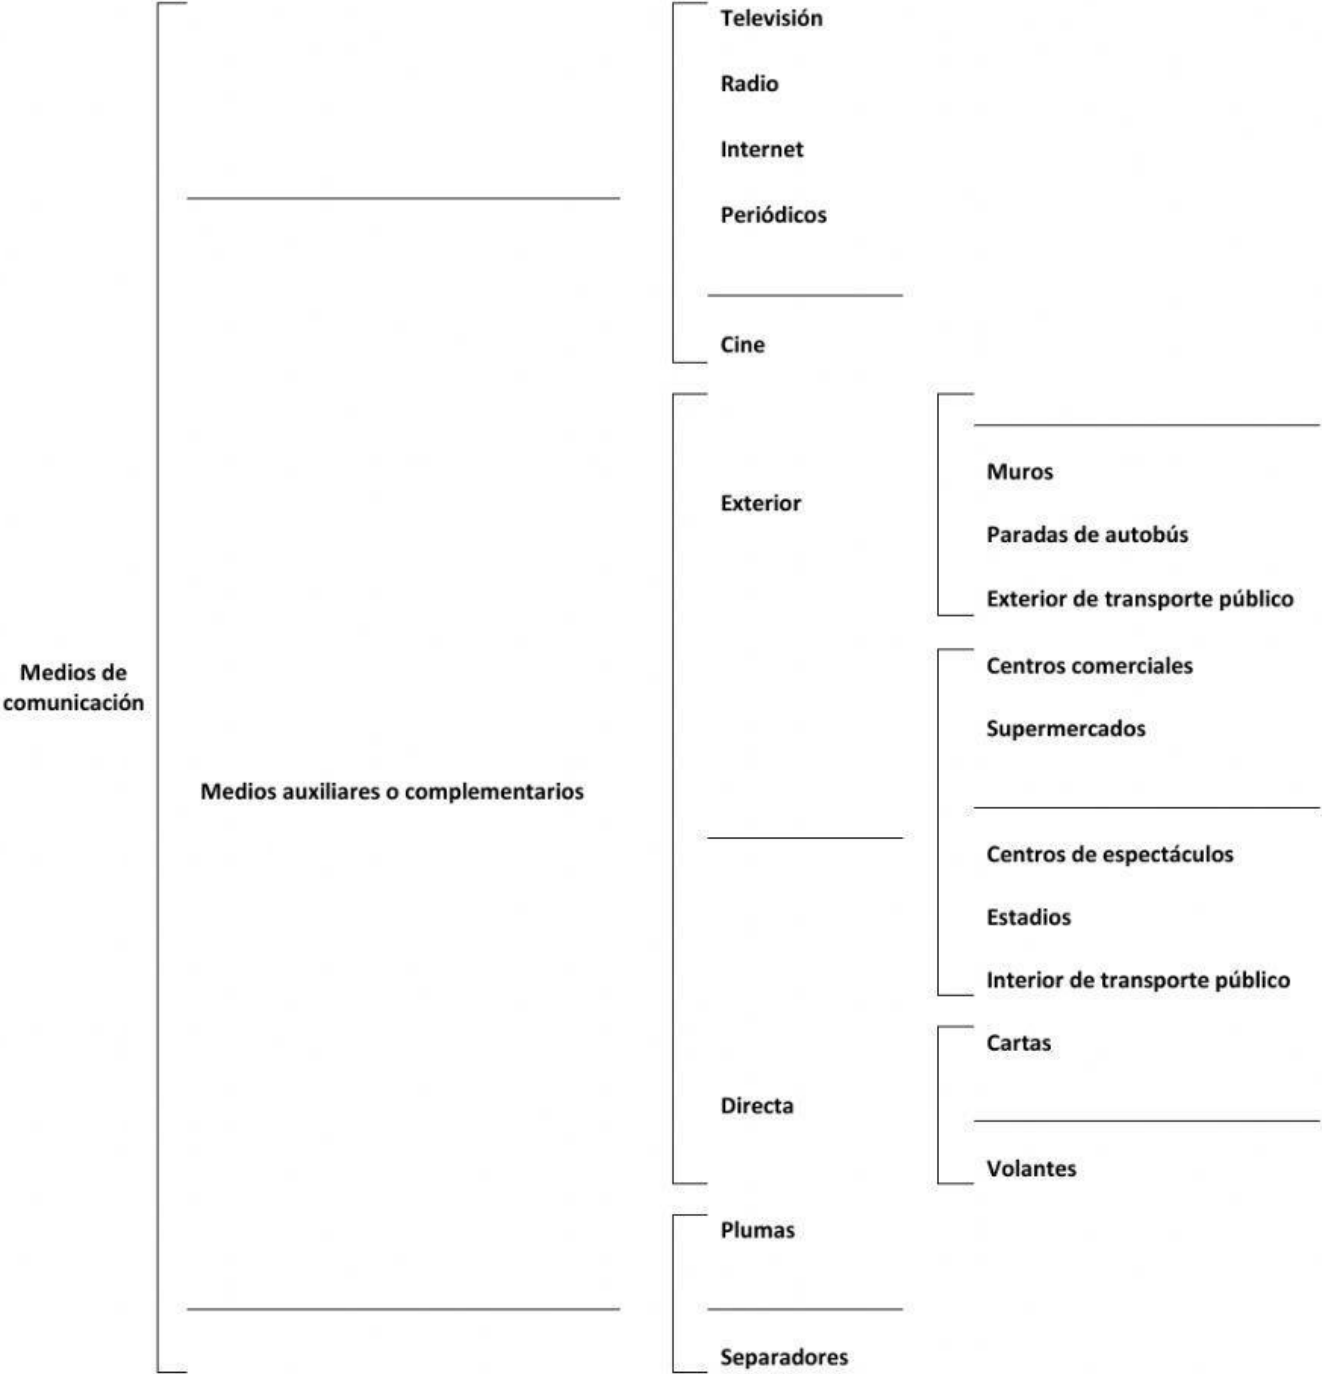 Medios de
comunicación
Televisión
Radio
Internet
Periódicos
Cine
Medios auxiliares o complementarios
Exterior
Muros
Paradas de autobús
Exterior de transporte público
Centros comerciales
Supermercados
Centros de espectáculos
Estadios
Interior de transporte público
Directa
Cartas
Volantes
Plumas
Separadores